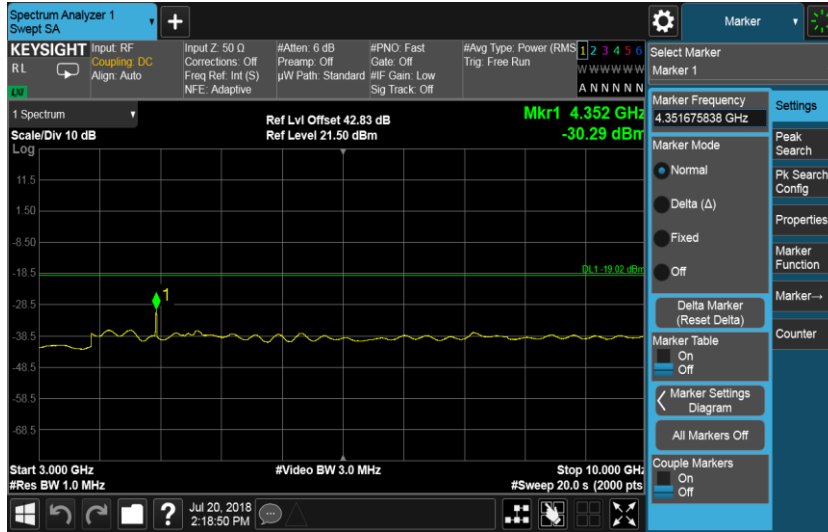 Spectrum Analyzer 1
Swept SA
+
Marker
KEYSIGHT
RL
LXI
Input: RF
Coupling: DC
Align: Auto
Input Z: 50 Ω
Corrections: Off
Freq Ref: Int (S)
NFE: Adaptive
#Atten: 6 dB
Preamp: Off
µW Path: Standard
#PNO: Fast
Gate: Off
#IF Gain: Low
Sig Track: Off
#Avg Type: Power (RMS
Trig: Free Run
1 2 3 4 5 6
W W W W W W
A N N N N N
Select Marker
Marker 1
1 Spectrum
Scale/Div 10 dB
Log
Ref Lvl Offset 42.83 dB
Ref Level 21.50 dBm
Mkr1 4.352 GHz
-30.29 dBm
11.5
1.50
-8.50
-18.5
-28.5
-38.5
-48.5
-58.5
-68.5
DL1 -19.02 dBm
1
Start 3.000 GHz
#Res BW 1.0 MHz
#Video BW 3.0 MHz
Stop 10.000 GHz
#Sweep 20.0 s (2000 pts
Marker Frequency
4.351675838 GHz
Marker Mode
Normal
Delta (Δ)
Fixed
Off
Delta Marker
(Reset Delta)
Marker Table
On
Off
Marker Settings
Diagram
All Markers Off
Couple Markers
On
Off
Settings
Peak
Search
Pk Search
Config
Properties
Marker
Function
Marker→
Counter
?
Jul 20, 2018
2:18:50 PM